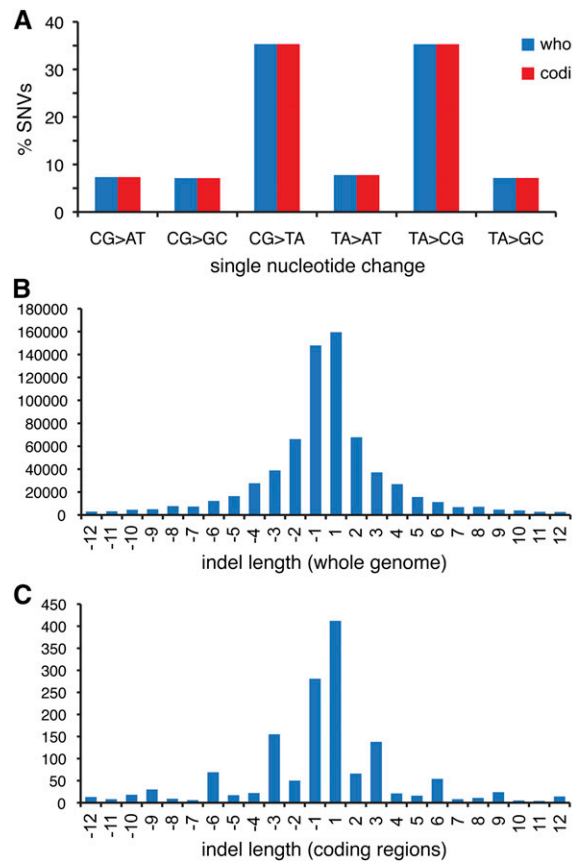 A
40
30
20
10
0
% SNVs
who
codi
CG>AT CG>GC CG>TA TA>AT TA>CG TA>GC
single nucleotide change
B
180000
160000
140000
120000
100000
80000
60000
40000
20000
0
-12 -11 -10 -9 -8 -7 -6 -5 -4 -3 -2 -1 1 2 3 4 5 6 7 8 9 10 11 12
indel length (whole genome)
C
450
400
350
300
250
200
150
100
50
0
-12 -11 -10 -9 -8 -7 -6 -5 -4 -3 -2 -1 1 2 3 4 5 6 7 8 9 10 11 12
indel length (coding regions)